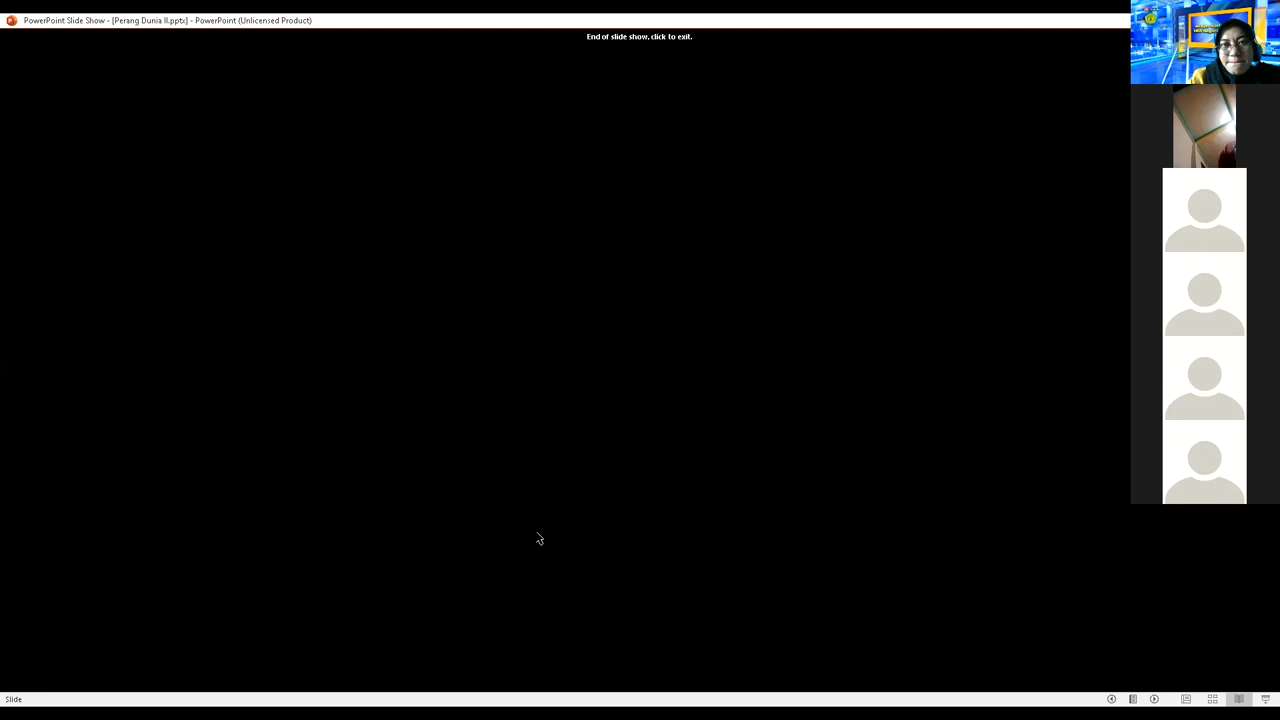 PowerPoint Slide Show - [Perang Dunia II.pptx] - PowerPoint (Unlicensed Product)
End of slide show, click to exit.
Slide